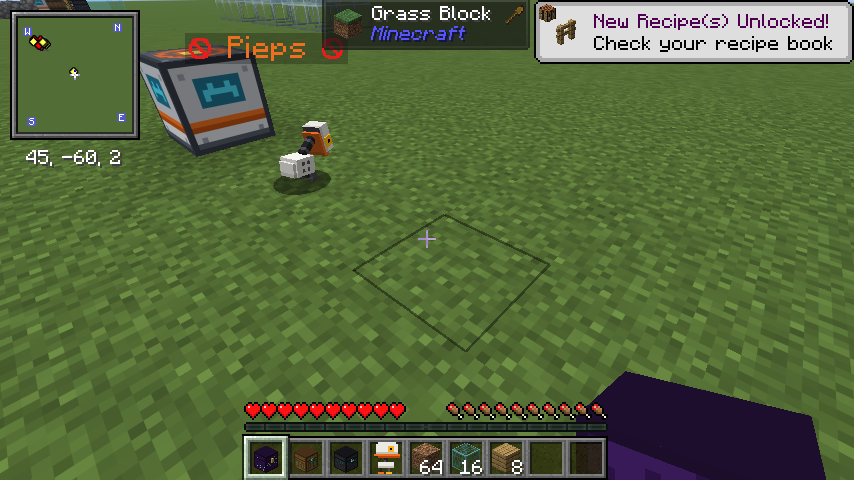 N
W
S
E
45, -60, 2
Pieps
Grass Block
Minecraft
New Recipe(s) Unlocked!
Check your recipe book
64
16
8